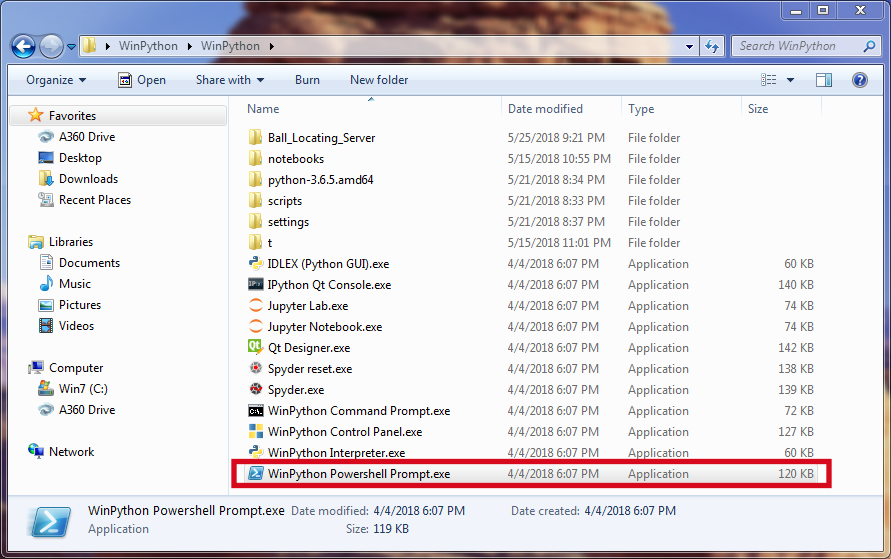 WinPython WinPython Search WinPython
Organize Open Share with Burn New folder
Favorites
A360 Drive
Desktop
Downloads
Recent Places
Libraries
Documents
Music
Pictures
Videos
Computer
Win7 (C:)
A360 Drive
Network
Name Date modified Type Size
Ball_Locating_Server 5/25/2018 9:21 PM File folder
notebooks 5/15/2018 10:55 PM File folder
python-3.6.5.amd64 5/21/2018 8:34 PM File folder
scripts 5/21/2018 8:33 PM File folder
settings 5/21/2018 8:37 PM File folder
t 5/15/2018 11:01 PM File folder
IDLEX (Python GUI).exe 4/4/2018 6:07 PM Application 60 KB
IPython Qt Console.exe 4/4/2018 6:07 PM Application 140 KB
Jupyter Lab.exe 4/4/2018 6:07 PM Application 74 KB
Jupyter Notebook.exe 4/4/2018 6:07 PM Application 74 KB
Qt Designer.exe 4/4/2018 6:07 PM Application 142 KB
Spyder reset.exe 4/4/2018 6:07 PM Application 138 KB
Spyder.exe 4/4/2018 6:07 PM Application 139 KB
WinPython Command Prompt.exe 4/4/2018 6:07 PM Application 72 KB
WinPython Control Panel.exe 4/4/2018 6:07 PM Application 127 KB
WinPython Interpreter.exe 4/4/2018 6:07 PM Application 60 KB
WinPython Powershell Prompt.exe 4/4/2018 6:07 PM Application 120 KB
WinPython Powershell Prompt.exe Date modified: 4/4/2018 6:07 PM Date created: 4/4/2018 6:07 PM
Application Size: 119 KB